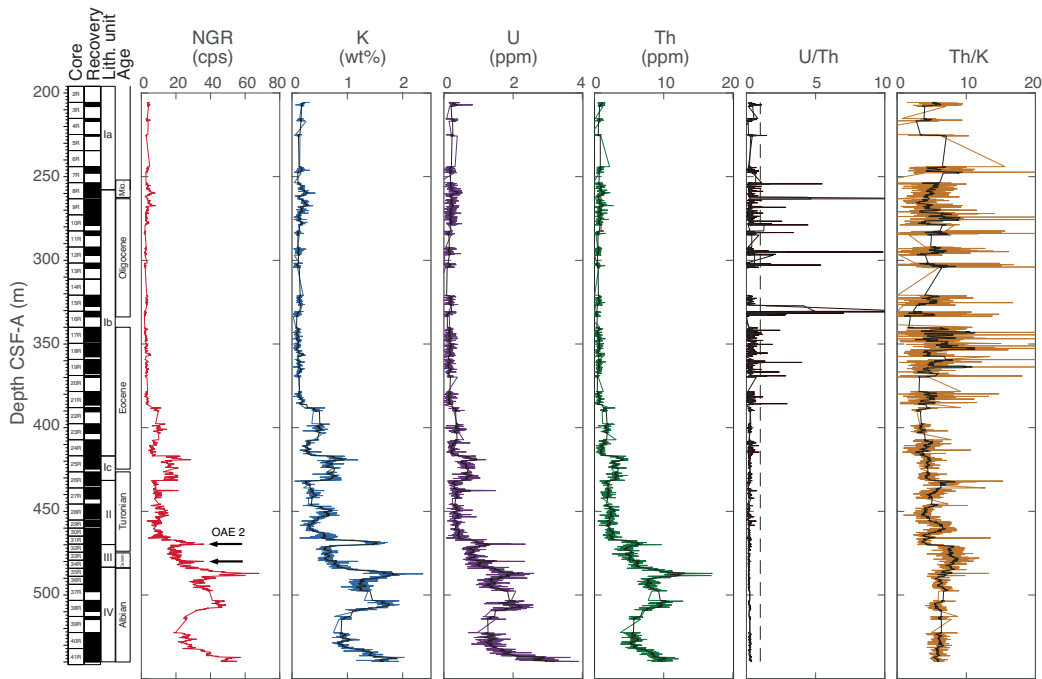 Core
Recovery
Lith. unit
Age
NGR
(cps)
K
(wt%)
U
(ppm)
Th
(ppm)
U/Th
Th/K
0 20 40 60 80
0 1 2
0 2 4
0 10 20
0 5 10
0 10 20
Depth CSF-A (m)
200
250
300
350
400
450
500
2R
3R
4R
5R
6R
7R
8R
9R
10R
11R
12R
13R
14R
15R
16R
17R
18R
19R
20R
21R
22R
23R
24R
25R
26R
27R
28R
29R
30R
31R
32R
33R
34R
35R
36R
37R
38R
39R
40R
41R
Ia
Ib
Ic
II
III
IV
Mio.
Oligocene
Eocene
Turonian
Albian
OAE 2